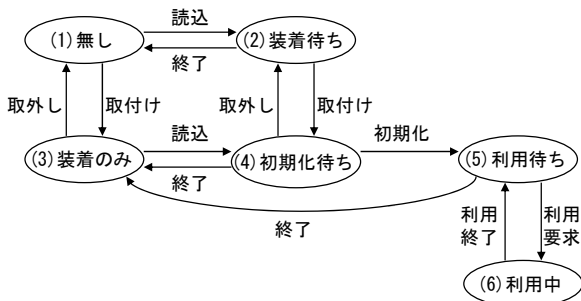 読込
(1)無し
(2)装着待ち
終了
取外し
取付け
取外し
取付け
読込
初期化
(3)装着のみ
(4)初期化待ち
(5)利用待ち
終了
終了
利用
終了
利用
要求
(6)利用中